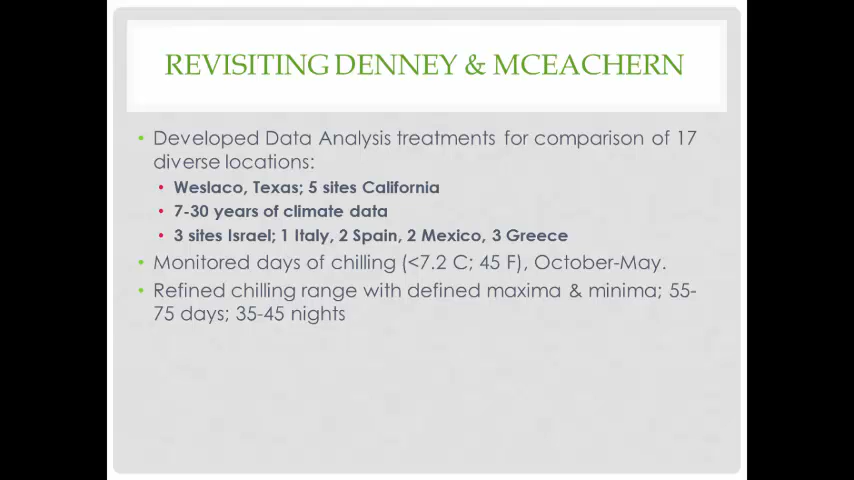 REVISITING DENNEY & MCEACHERN
• Developed Data Analysis treatments for comparison of 17
diverse locations:
• Weslaco, Texas; 5 sites California
• 7-30 years of climate data
• 3 sites Israel; 1 Italy, 2 Spain, 2 Mexico, 3 Greece
• Monitored days of chilling (<7.2 C; 45 F), October-May.
• Refined chilling range with defined maxima & minima; 55-
75 days; 35-45 nights